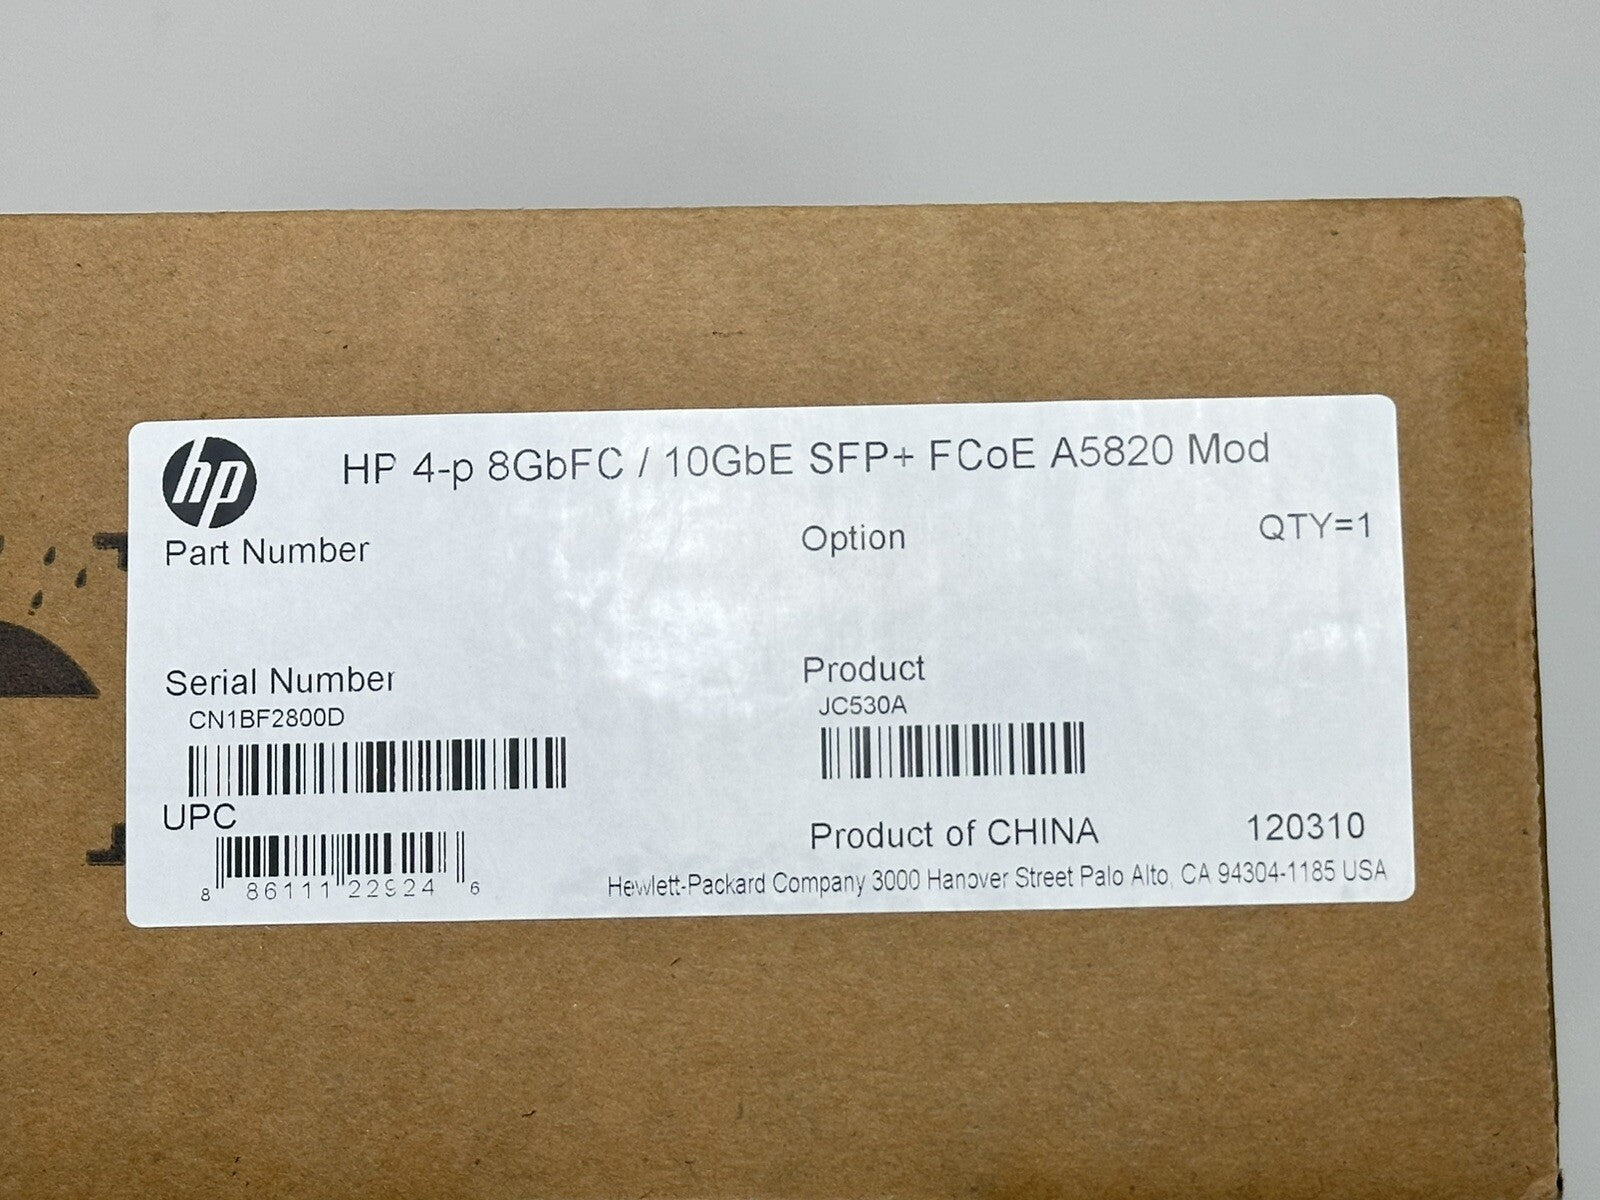 hp
HP 4-p 8GbFC / 10GbE SFP+ FCoE A5820 Mod
Part Number
Option
QTY=1
Serial Number
CN1BF2800D
Product
JC530A
UPC
8 86111 22924 6
Product of CHINA
120310
Hewlett-Packard Company 3000 Hanover Street Palo Alto, CA 94304-1185 USA